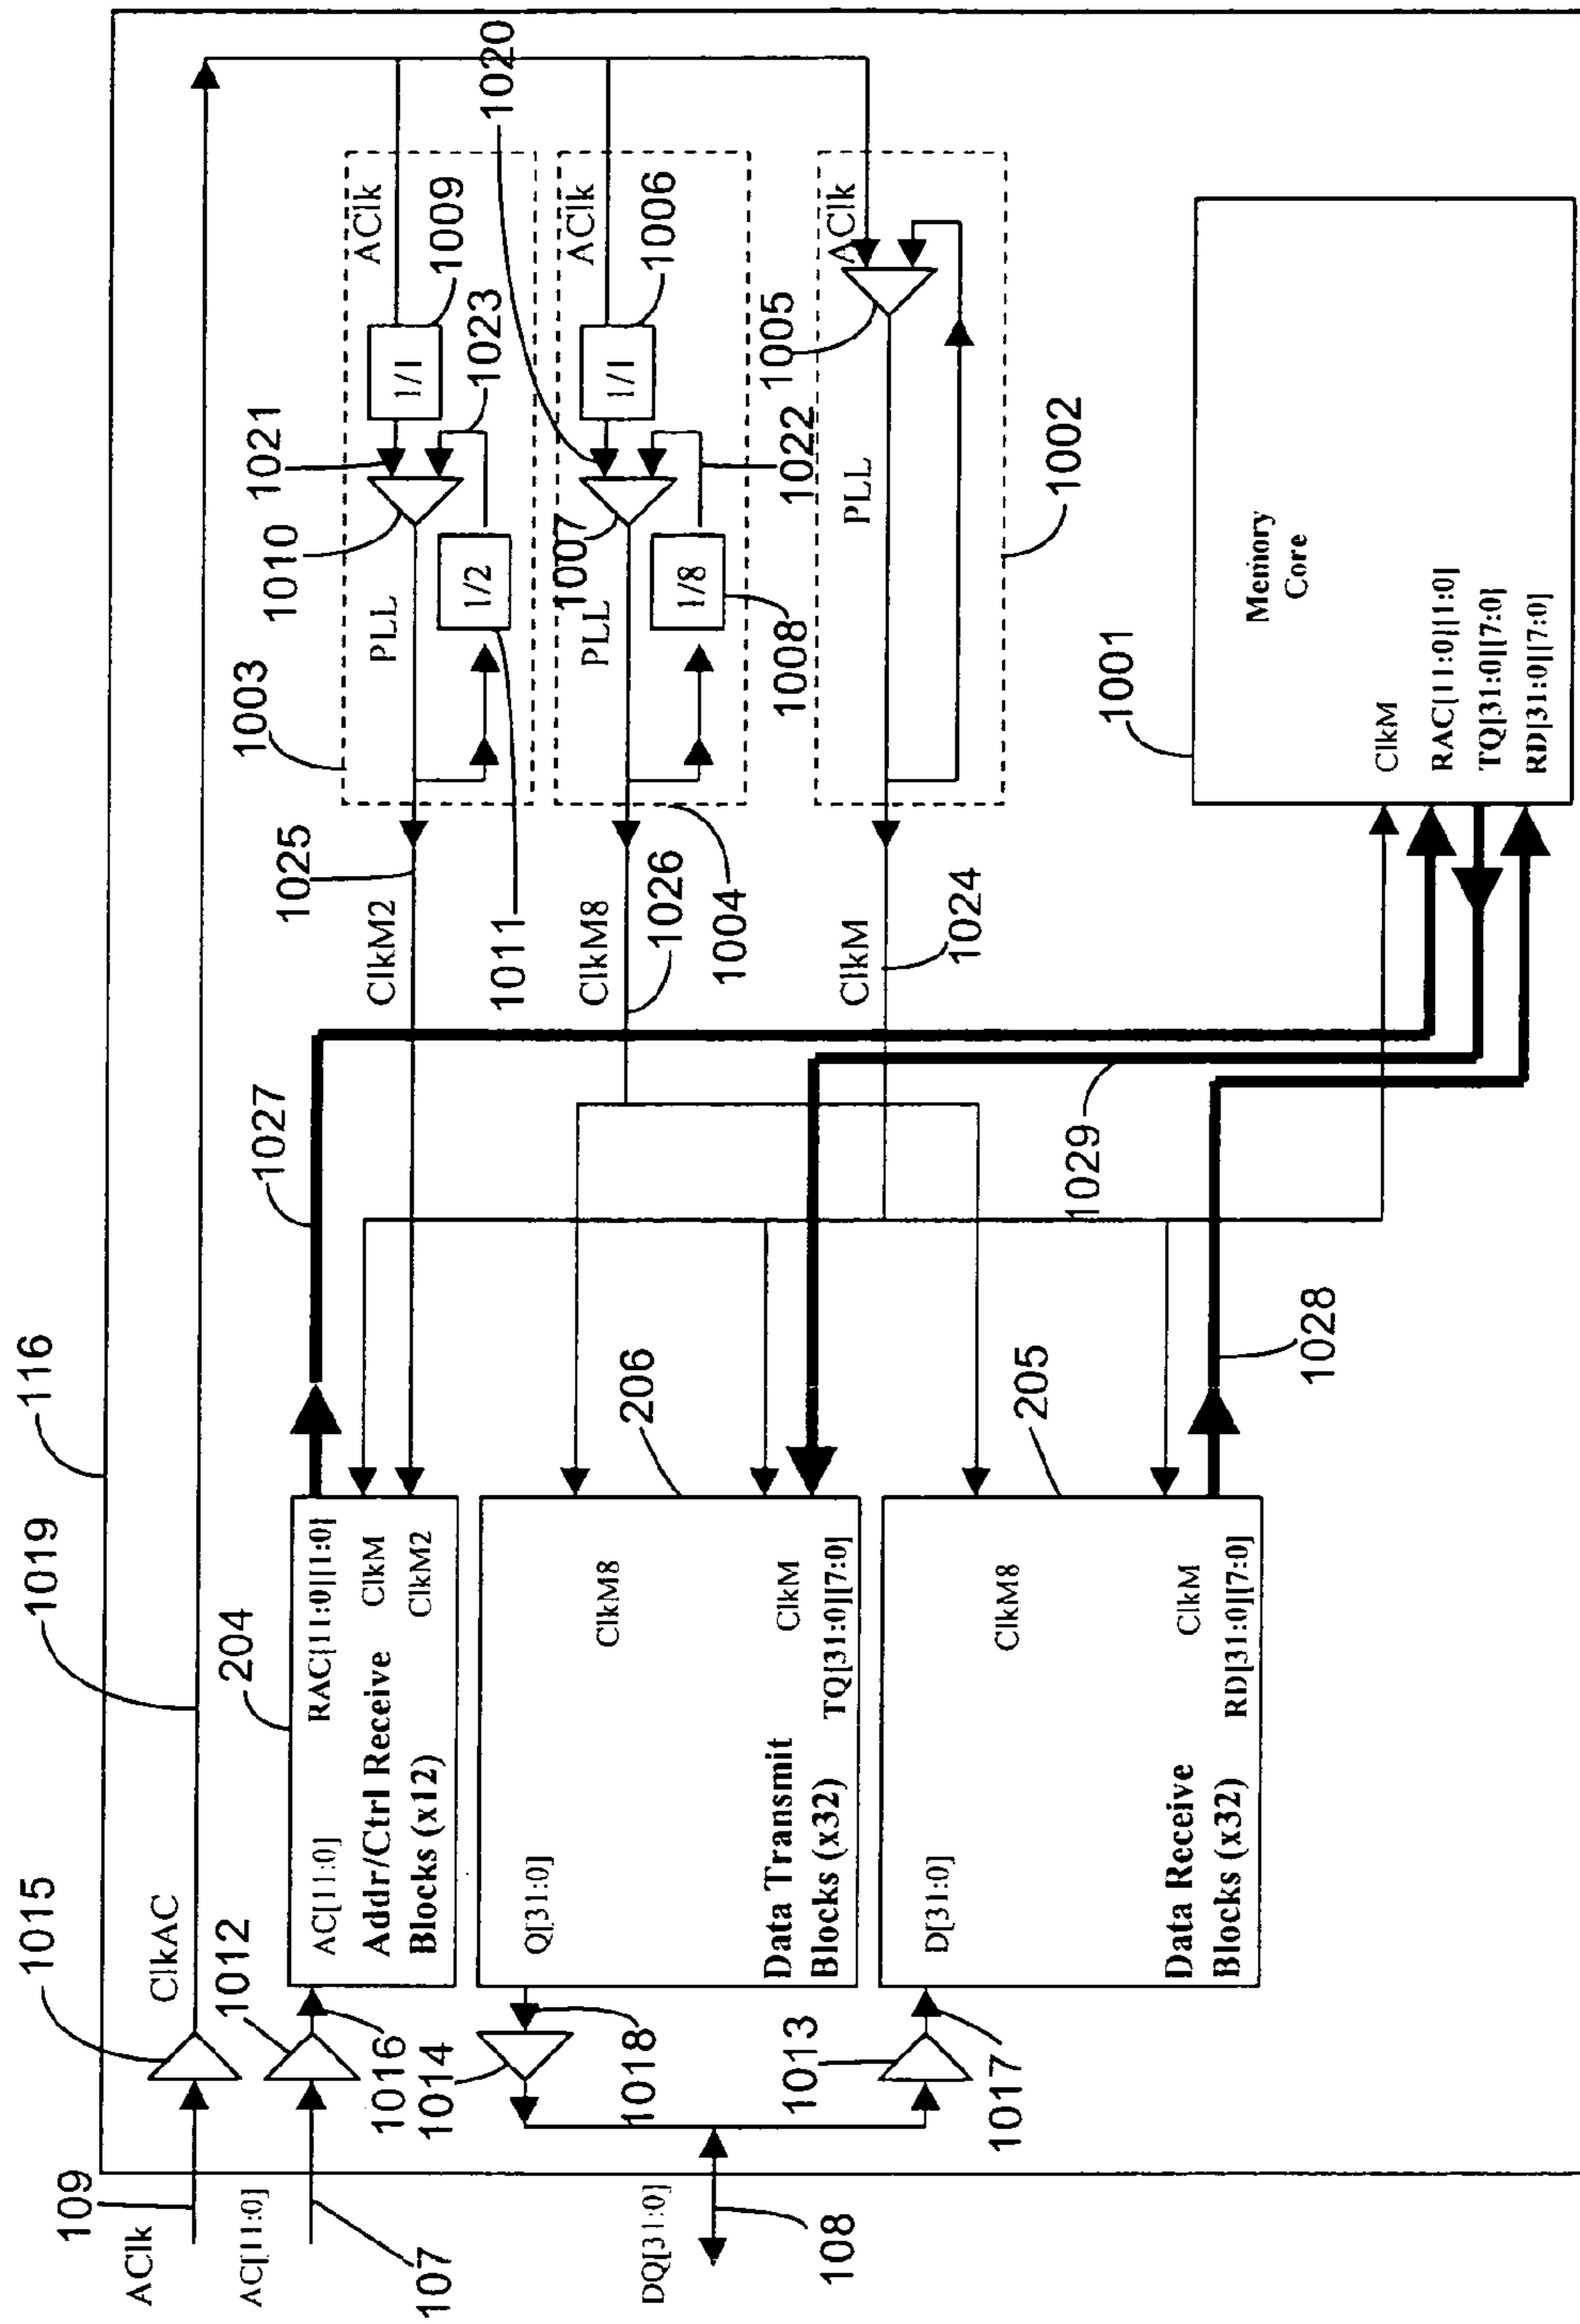 116
1019
1015
ClkAC
109
AClk
1012
AC[11:0]
107
1016
204
AC[11:0]
RAC[11:0][1:0]
Addr/Ctrl Receive
Blocks (x12)
ClkM
ClkM2
1027
1025
ClkM2
1003
PLL
1010
1021
AClk
1/1
1009
1023
1/2
1011
1020
1014
1018
Q[31:0]
ClkM8
206
Data Transmit
Blocks (x32)
ClkM
TQ[31:0][7:0]
ClkM8
1026
1004
PLL
1007
AClk
1/1
1006
1/8
1008
1022
DQ[31:0]
108
1013
1017
D[31:0]
ClkM8
205
Data Receive
Blocks (x32)
ClkM
RD[31:0][7:0]
1028
1029
ClkM
1024
PLL
1005
AClk
1002
1001
Memory
Core
ClkM
RAC[11:0][1:0]
TQ[31:0][7:0]
RD[31:0][7:0]